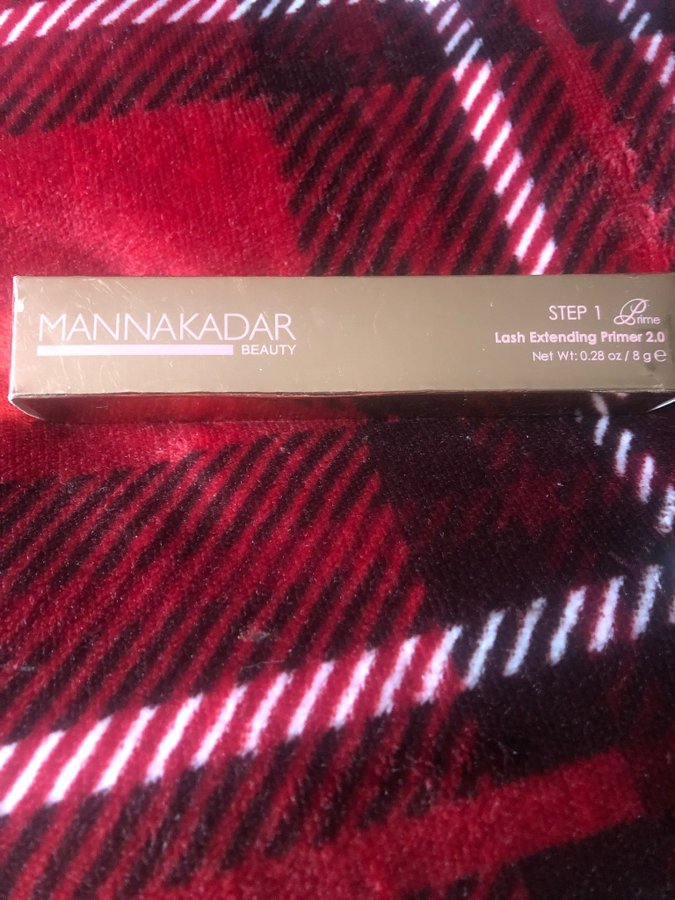 MANNAKADAR
BEAUTY
STEP 1 Prime
Lash Extending Primer 2.0
Net Wt: 0.28 oz / 8 g e